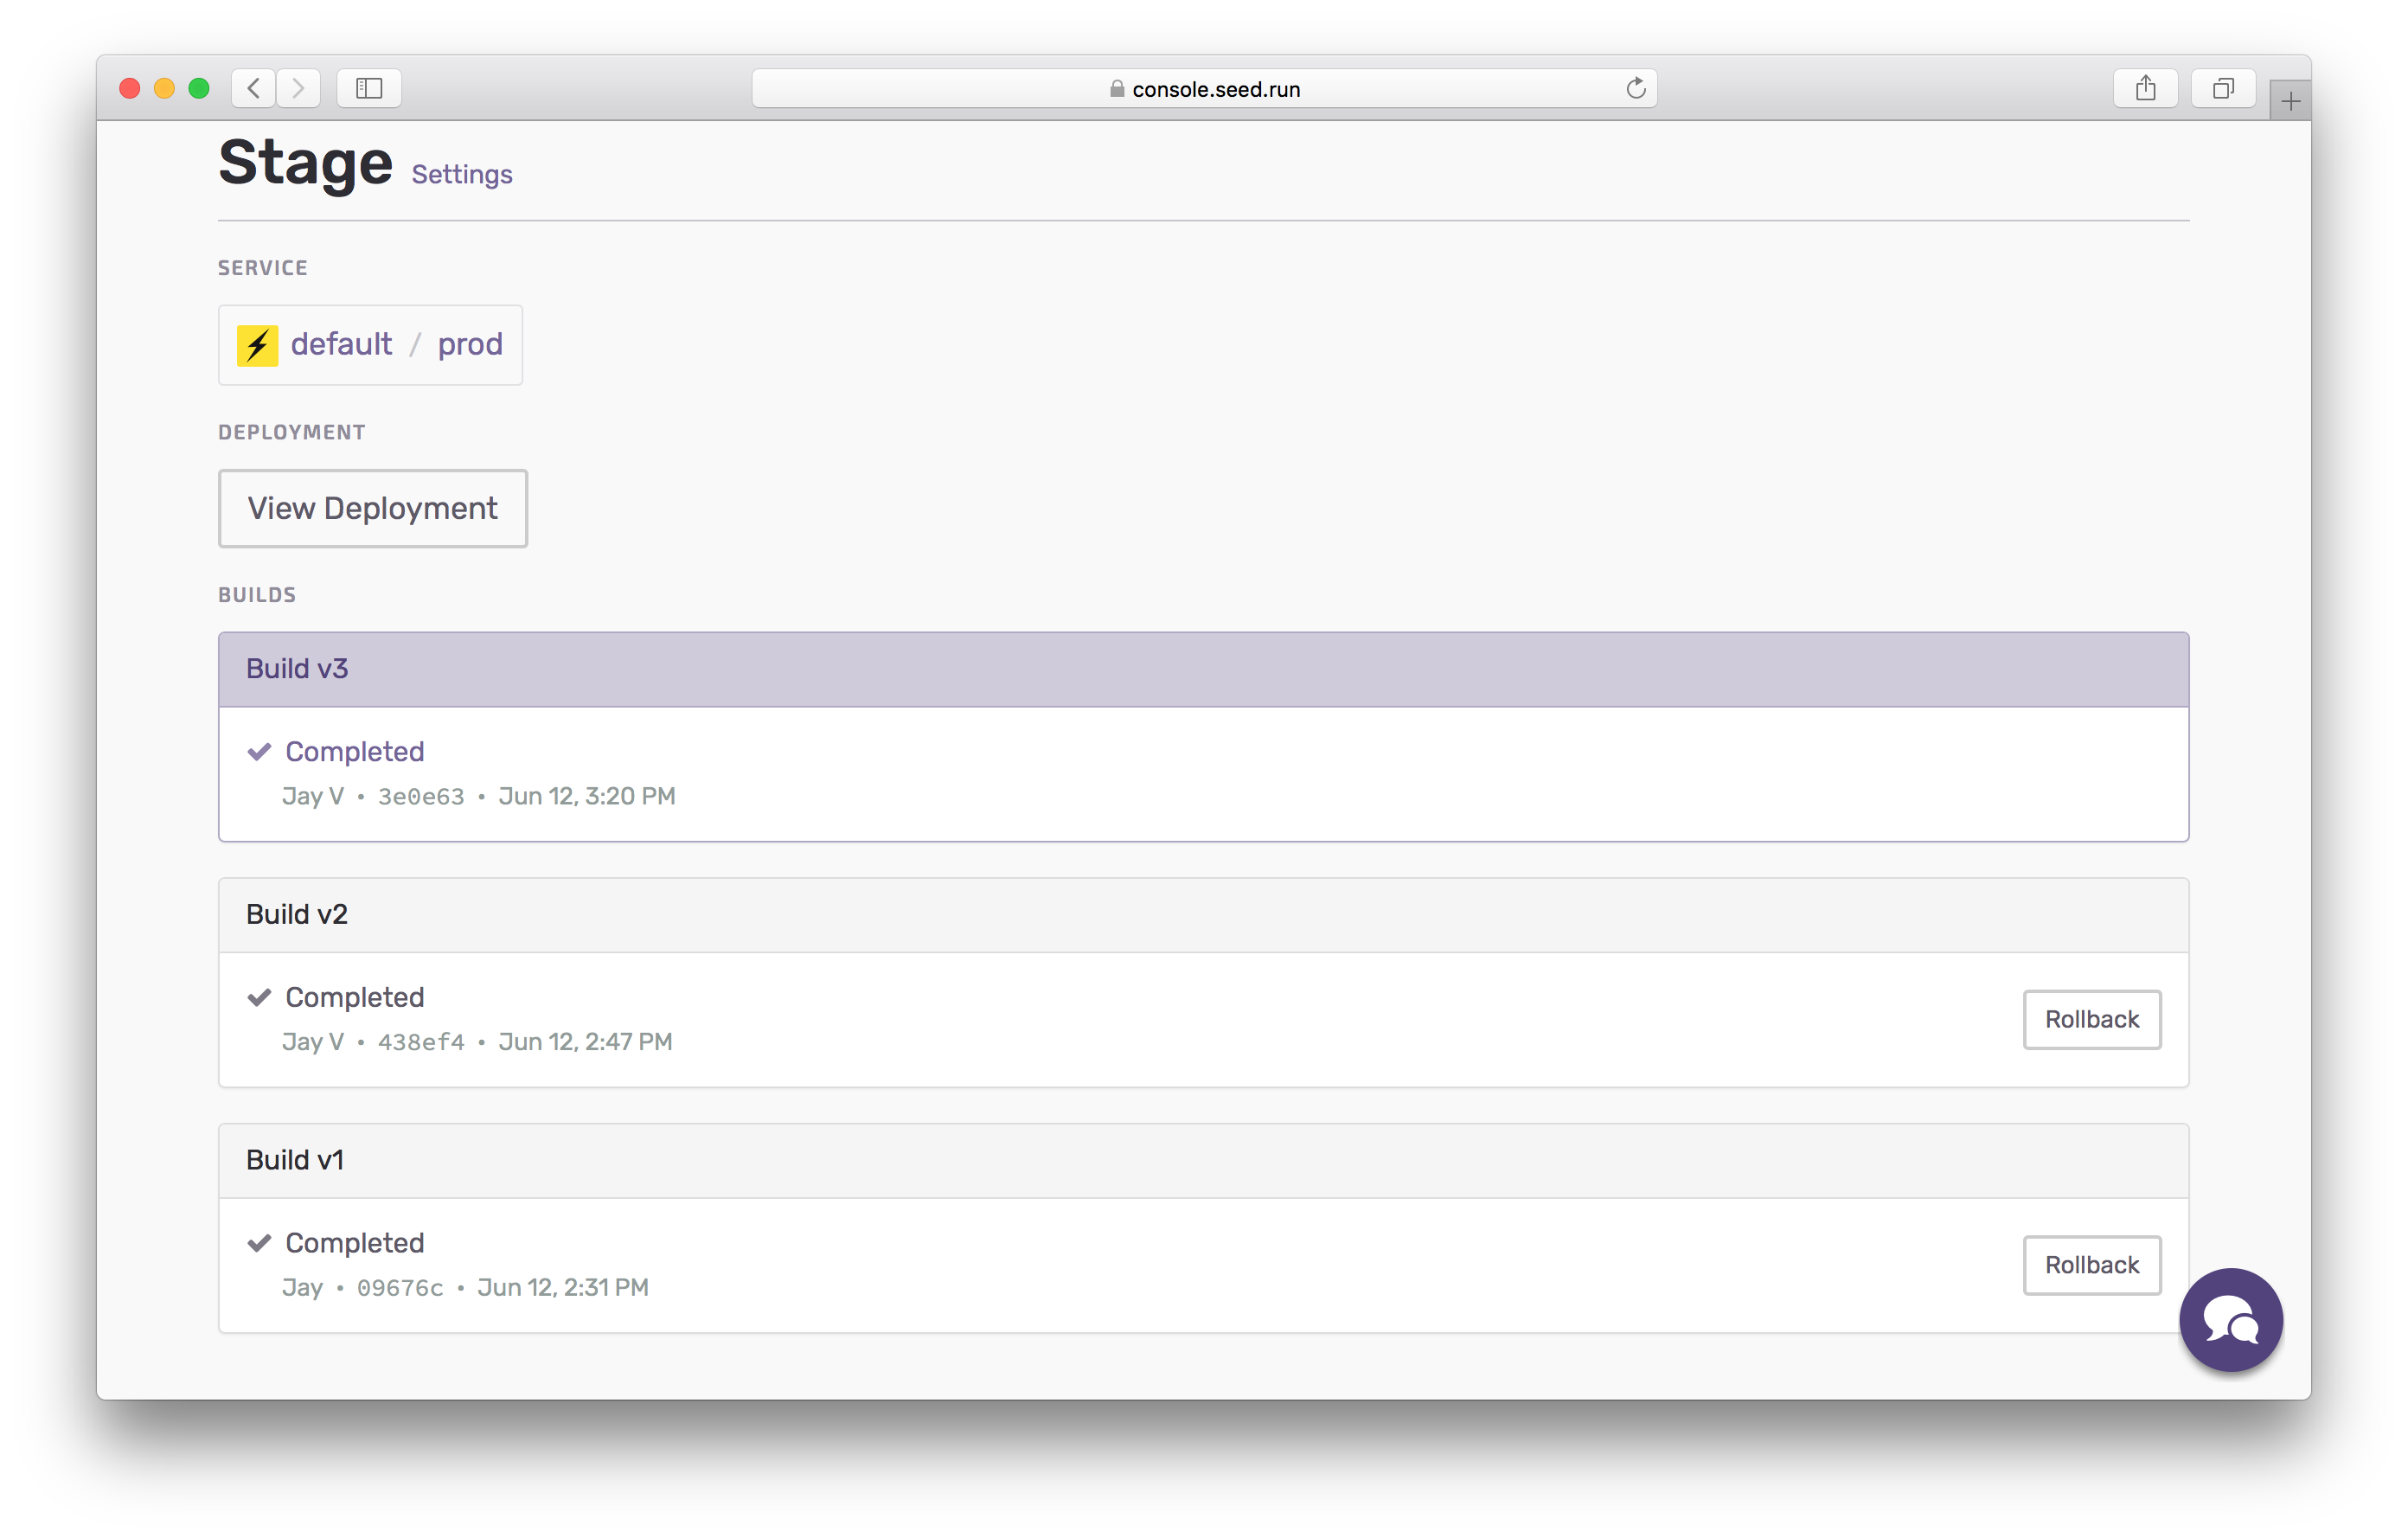 console.seed.run
Stage Settings
SERVICE
default / prod
DEPLOYMENT
View Deployment
BUILDS
Build v3
Completed
Jay V • 3e0e63 • Jun 12, 3:20 PM
Build v2
Completed
Jay V • 438ef4 • Jun 12, 2:47 PM
Rollback
Build v1
Completed
Jay • 09676c • Jun 12, 2:31 PM
Rollback